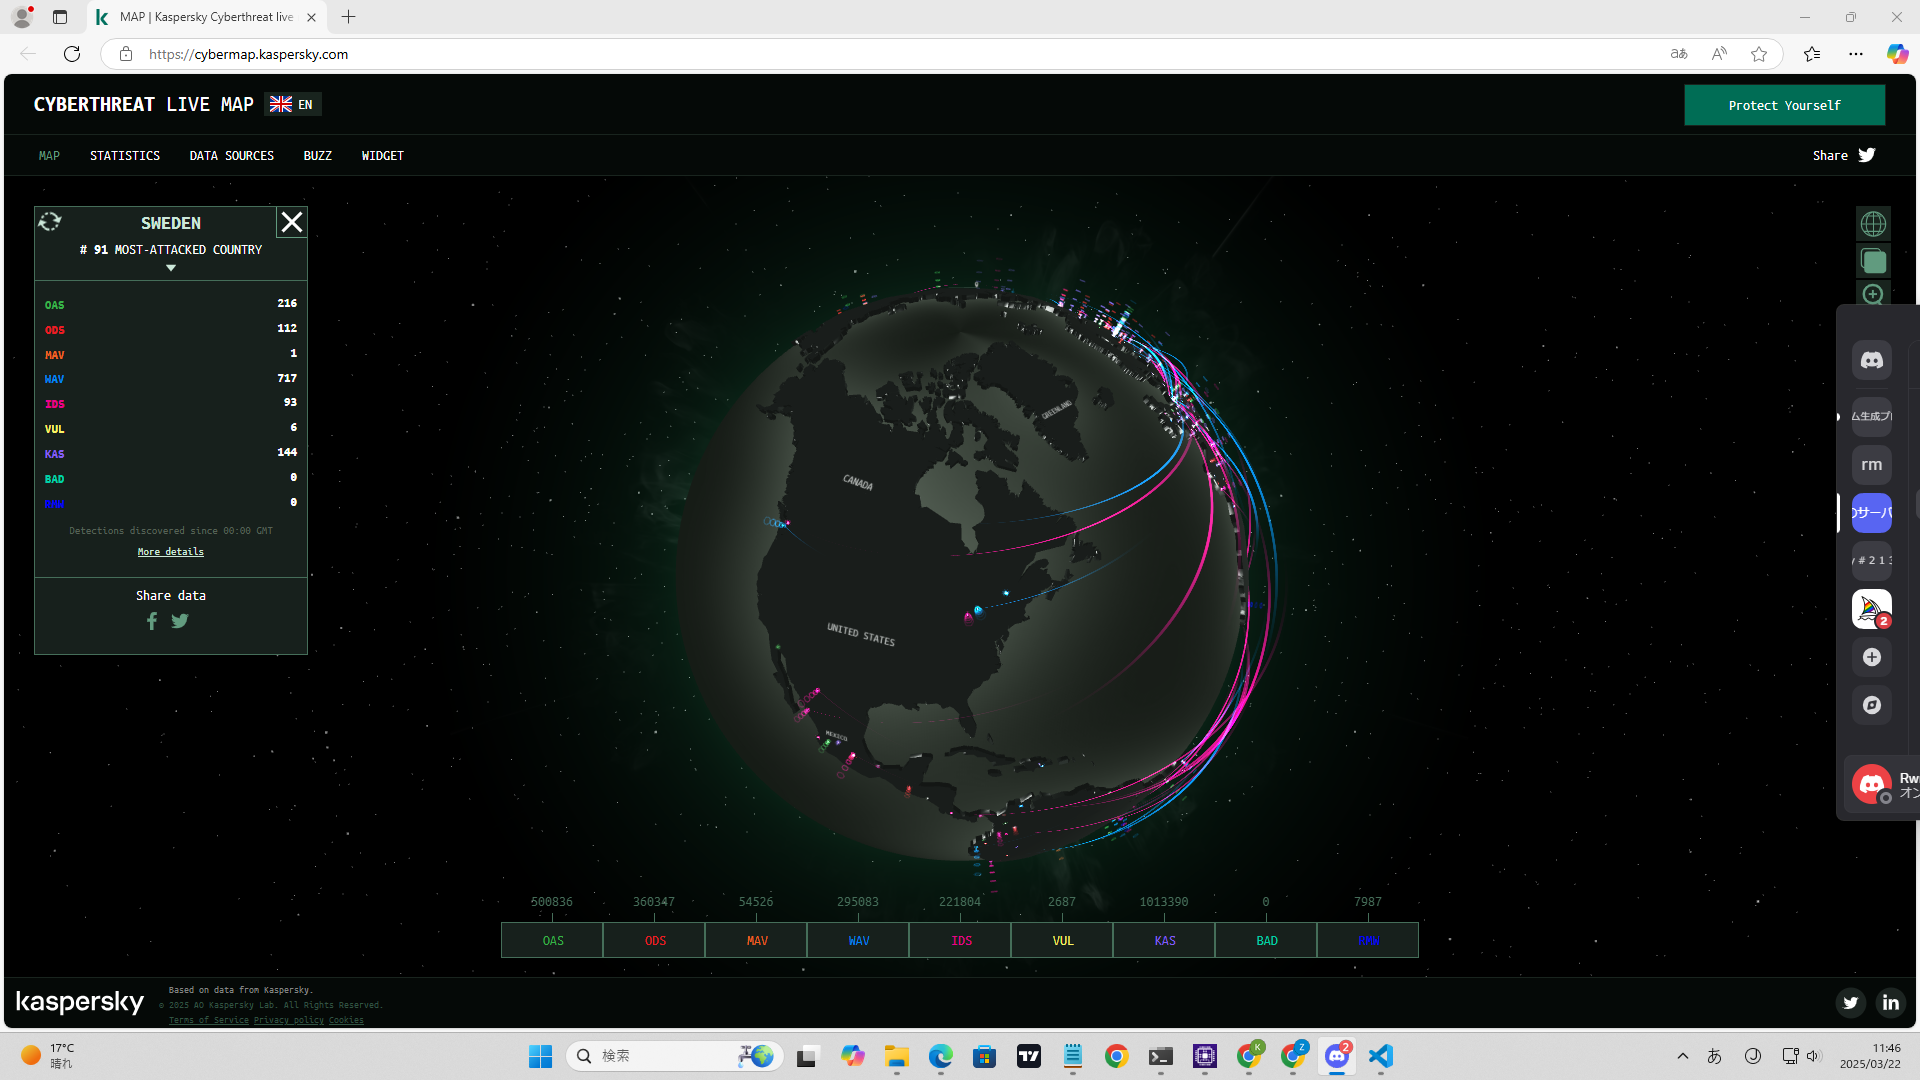 MAP | Kaspersky Cyberthreat live
https://cybermap.kaspersky.com
aあ
CYBERTHREAT LIVE MAP
EN
Protect Yourself
MAP
STATISTICS
DATA SOURCES
BUZZ
WIDGET
Share
SWEDEN
# 91 MOST-ATTACKED COUNTRY
OAS 216
ODS 112
MAV 1
WAV 717
IDS 93
VUL 6
KAS 144
BAD 0
RMW 0
Detections discovered since 00:00 GMT
More details
Share data
GREENLAND
CANADA
UNITED STATES
MEXICO
ム生成プ
rm
のサーバ
y # 2 1 3
2
Rw
オン
500836
360347
54526
295083
221804
2687
1013390
0
7987
OAS
ODS
MAV
WAV
IDS
VUL
KAS
BAD
RMW
kaspersky
Based on data from Kaspersky.
© 2025 AO Kaspersky Lab. All Rights Reserved.
Terms of Service Privacy policy Cookies
17°C
晴れ
検索
K
Z
2
あ
11:46
2025/03/22